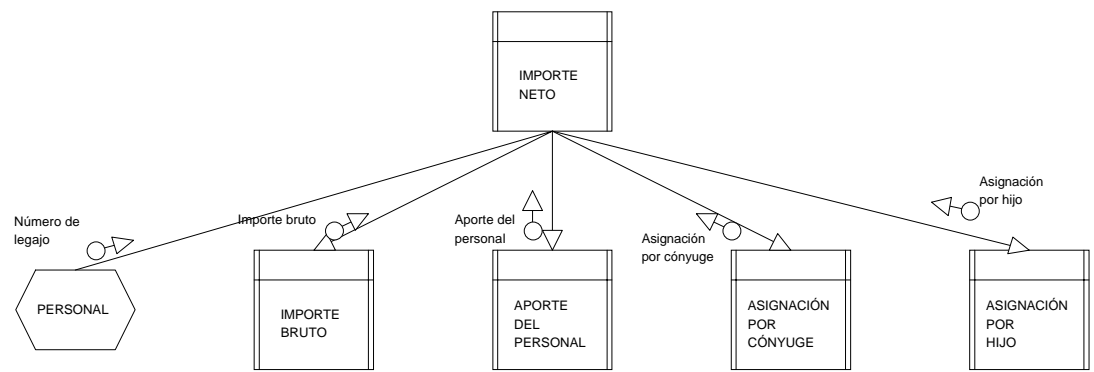 IMPORTE
NETO
Número de
legajo
Importe bruto
Aporte del
personal
Asignación
por cónyuge
Asignación
por hijo
PERSONAL
IMPORTE
BRUTO
APORTE
DEL
PERSONAL
ASIGNACIÓN
POR
CÓNYUGE
ASIGNACIÓN
POR
HIJO